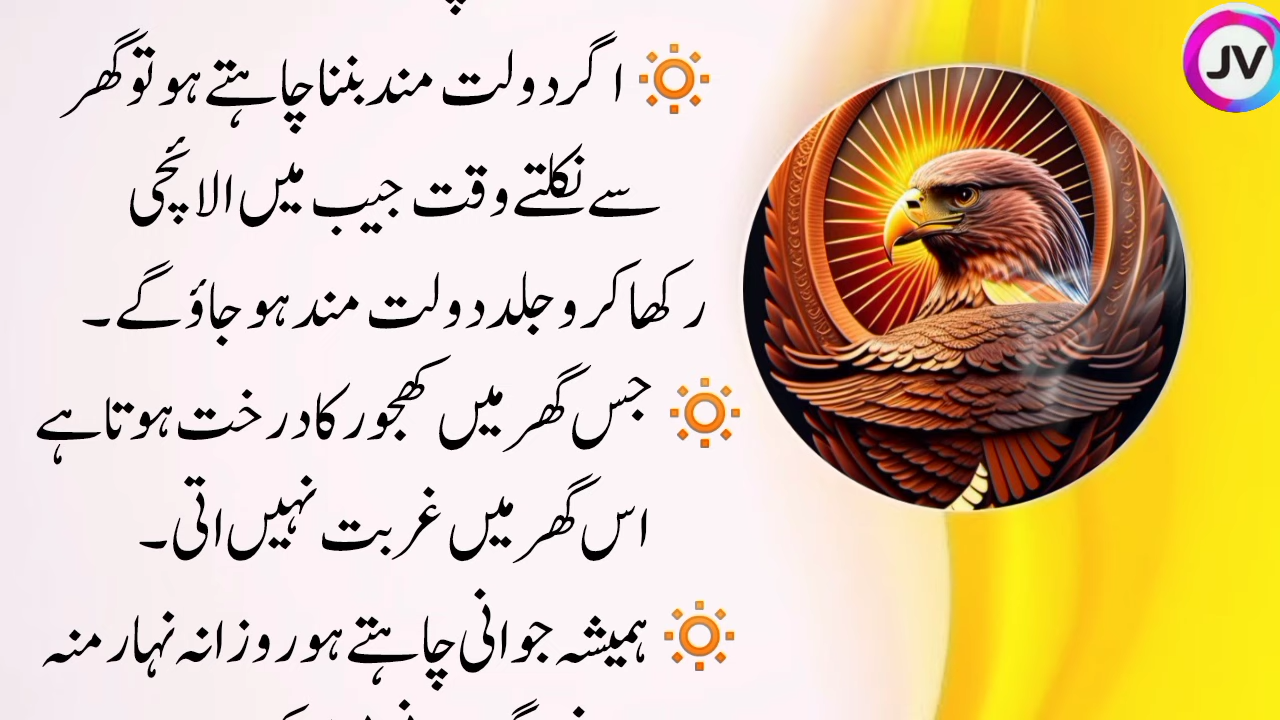 اگر دولت مند بننا چاہتے ہو تو گھر
سے نکلتے وقت جیب میں الائچی
رکھا کرو جلد دولت مند ہو جاؤ گے۔
جس گھر میں کھجور کا درخت ہوتا ہے
اس گھر میں غربت نہیں اتی۔
ہمیشہ جوانی چاہتے ہو روزانہ نہار منہ
JV